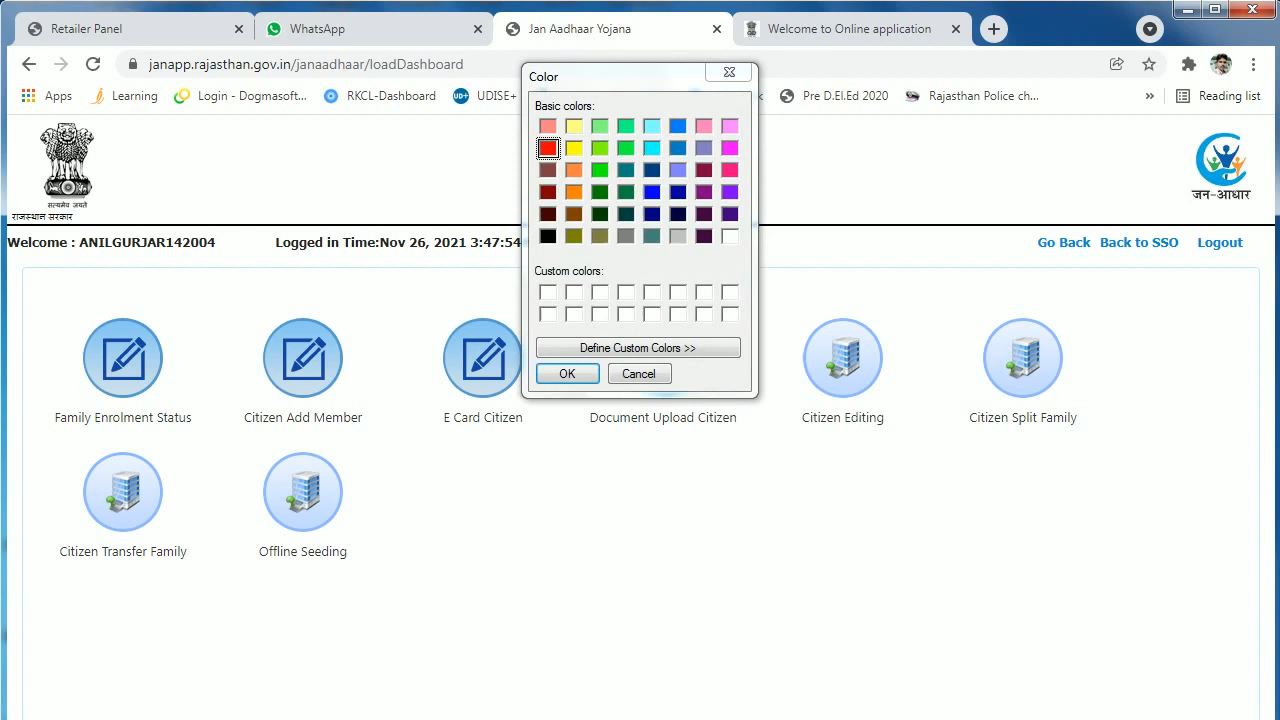 Retailer Panel
WhatsApp
Jan Aadhaar Yojana
Welcome to Online application
janapp.rajasthan.gov.in/janaadhaar/loadDashboard
Apps
Learning
Login - Dogmasoft...
RKCL-Dashboard
UD+
UDISE+
Pre D.El.Ed 2020
Rajasthan Police ch...
»
Reading list
Color
Basic colors:
Custom colors:
Define Custom Colors >>
OK
Cancel
सत्यमेव जयते
राजस्थान सरकार
जन-आधार
Welcome : ANILGURJAR142004
Logged in Time:Nov 26, 2021 3:47:54
Go Back
Back to SSO
Logout
Family Enrolment Status
Citizen Add Member
E Card Citizen
Document Upload Citizen
Citizen Editing
Citizen Split Family
Citizen Transfer Family
Offline Seeding